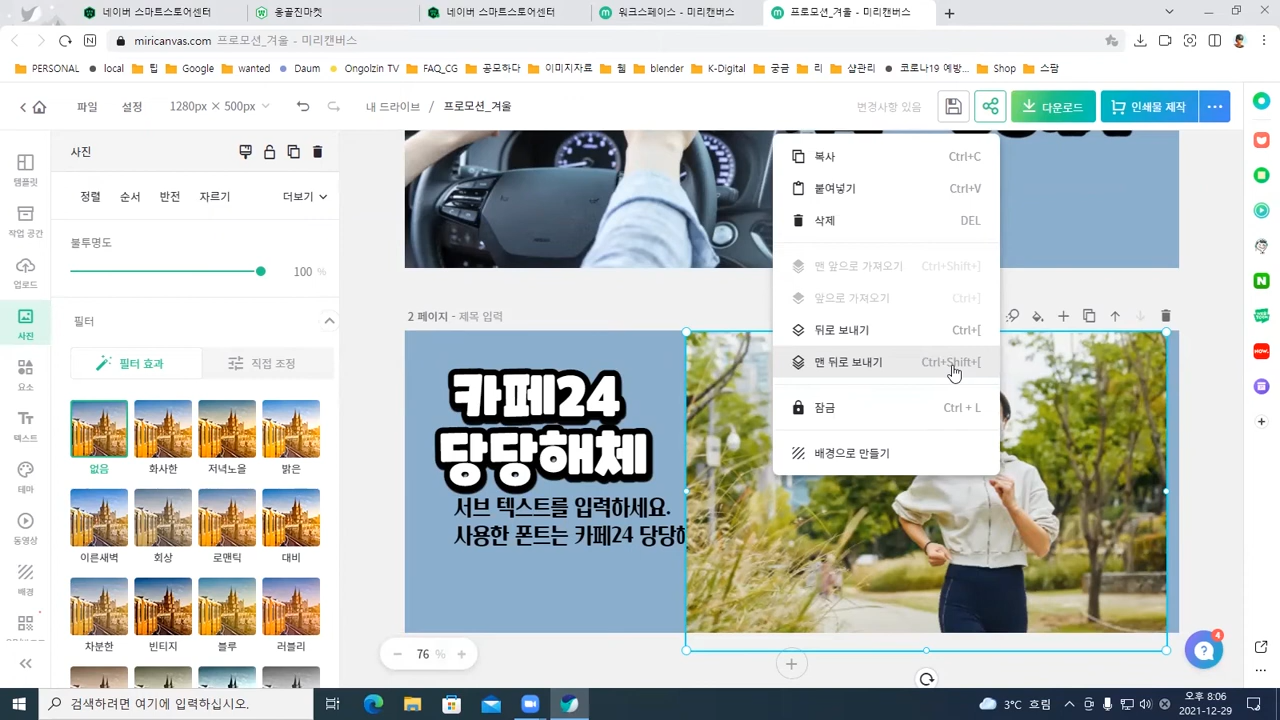 네이버 스마트스토어센터
옹골진마켓
네이버 스마트스토어센터
워크스페이스 - 미리캔버스
프로모션_겨울 - 미리캔버스
miricanvas.com 프로모션_겨울 - 미리캔버스
PERSONAL local 팁 Google wanted Daum Ongolzin TV FAQ_CG 공모하다 이미지자료 웹 blender K-Digital 궁금 리 샵관리 코로나19 예방... Shop 스팜
파일 설정 1280px × 500px 내 드라이브 / 프로모션_겨울 변경사항 있음 다운로드 인쇄물 제작
템플릿
작업 공간
업로드
사진
요소
텍스트
테마
동영상
배경
사진
정렬 순서 반전 자르기 더보기
불투명도
100 %
필터
필터 효과 직접 조정
없음 화사한 저녁노을 밝은
이른새벽 회상 로맨틱 대비
차분한 빈티지 블루 러블리
복사 Ctrl+C
붙여넣기 Ctrl+V
삭제 DEL
맨 앞으로 가져오기 Ctrl+Shift+]
앞으로 가져오기 Ctrl+]
뒤로 보내기 Ctrl+[
맨 뒤로 보내기 Ctrl+Shift+[
잠금 Ctrl + L
배경으로 만들기
2 페이지 - 제목 입력
카페24
당당해체
서브 텍스트를 입력하세요.
사용한 폰트는 카페24 당당해
76 %
NOW.
4
검색하려면 여기에 입력하십시오.
3°C 흐림
오후 8:06
2021-12-29